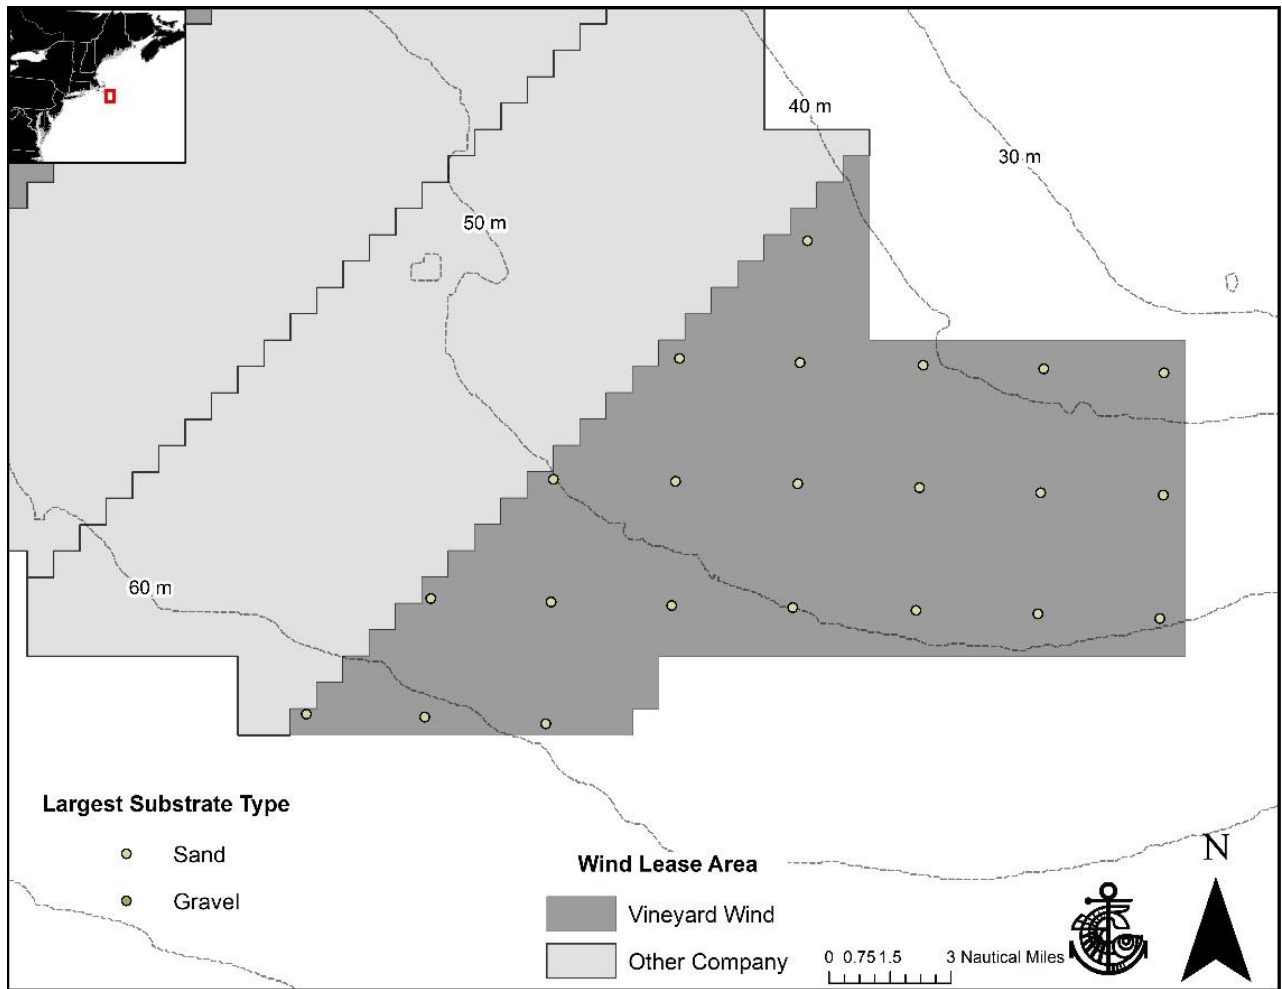 40 m
30 m
50 m
60 m
Largest Substrate Type
Sand
Gravel
Wind Lease Area
Vineyard Wind
Other Company
0 0.75 1.5 3 Nautical Miles
N